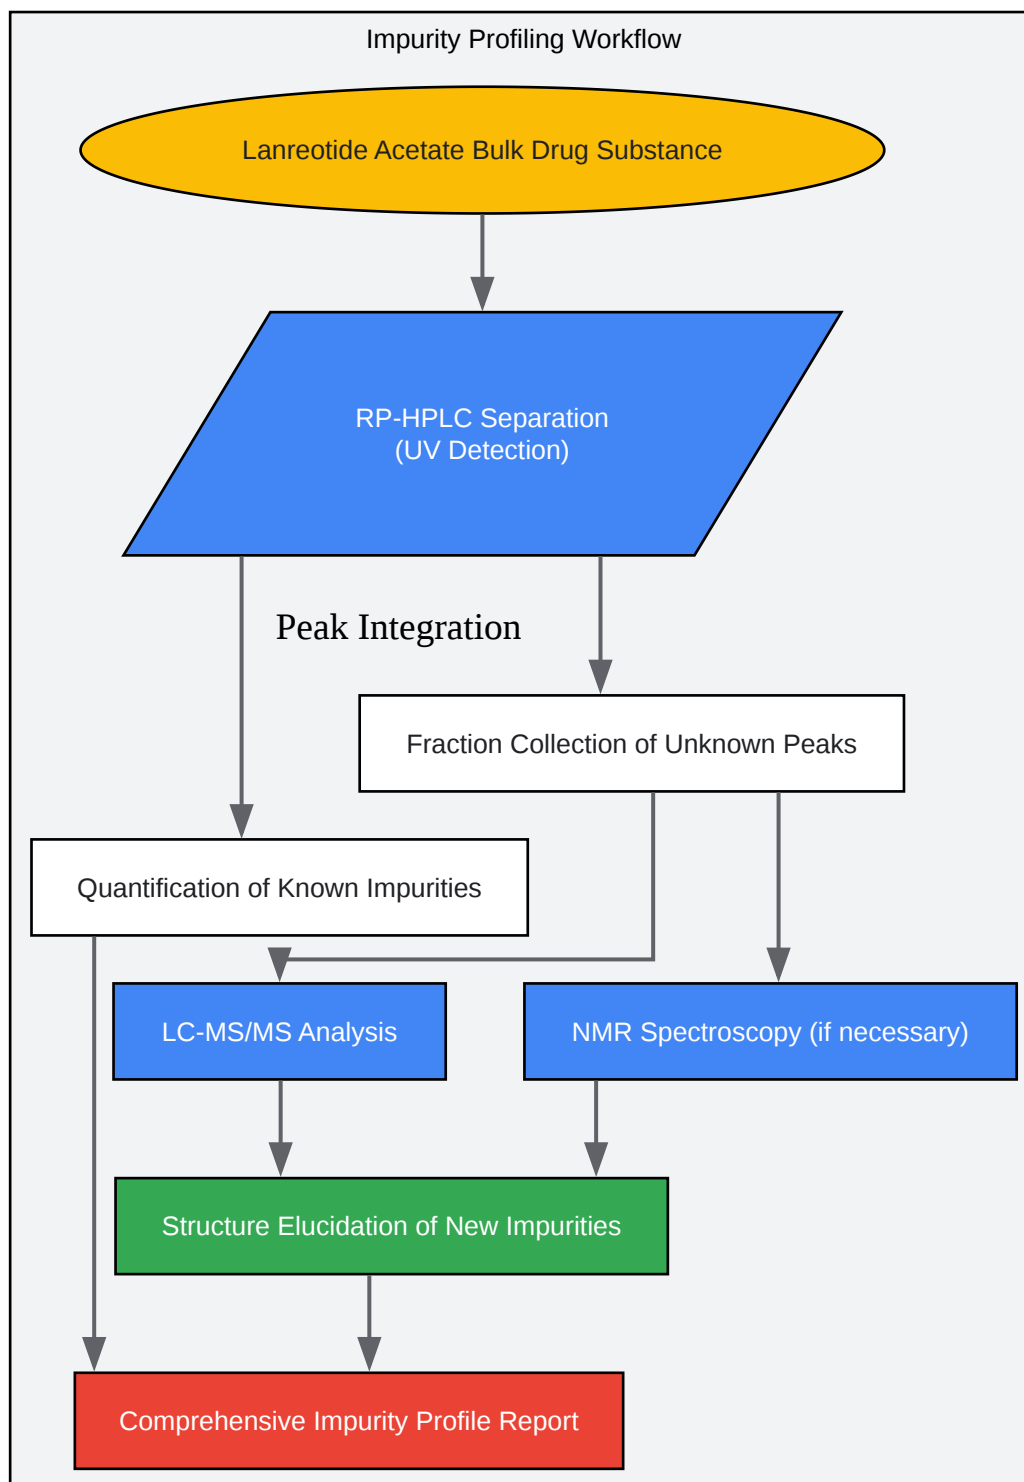 Impurity Profiling Workflow
Lanreotide Acetate Bulk Drug Substance
RP-HPLC Separation
(UV Detection)
Peak Integration
Fraction Collection of Unknown Peaks
Quantification of Known Impurities
LC-MS/MS Analysis
NMR Spectroscopy (if necessary)
Structure Elucidation of New Impurities
Comprehensive Impurity Profile Report